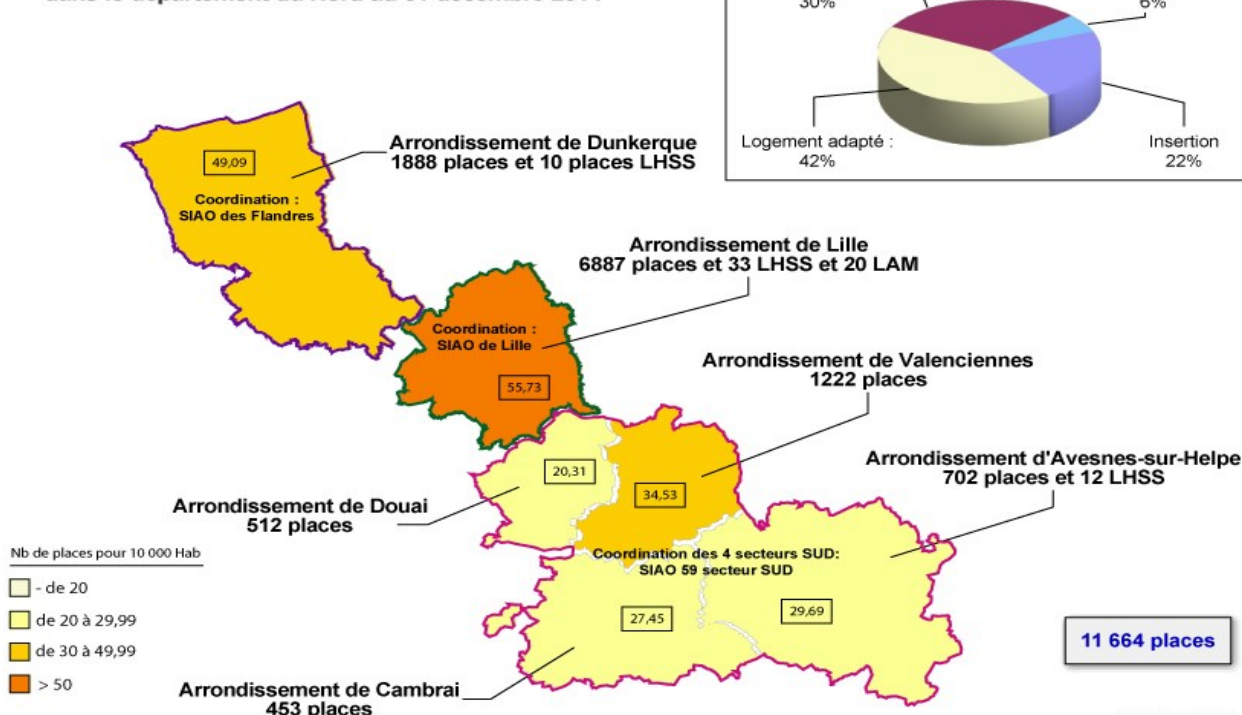 30%
6%
Logement adapté :
42%
Insertion
22%
Arrondissement de Dunkerque
1888 places et 10 places LHSS
49,09
Coordination :
SIAO des Flandres
Arrondissement de Lille
6887 places et 33 LHSS et 20 LAM
Coordination :
SIAO de Lille
55,73
Arrondissement de Valenciennes
1222 places
20,31
34,53
Arrondissement d'Avesnes-sur-Helpe
702 places et 12 LHSS
Arrondissement de Douai
512 places
Coordination des 4 secteurs SUD:
SIAO 59 secteur SUD
27,45
29,69
Nb de places pour 10 000 Hab
- de 20
de 20 à 29,99
de 30 à 49,99
> 50
11 664 places
Arrondissement de Cambrai
453 places